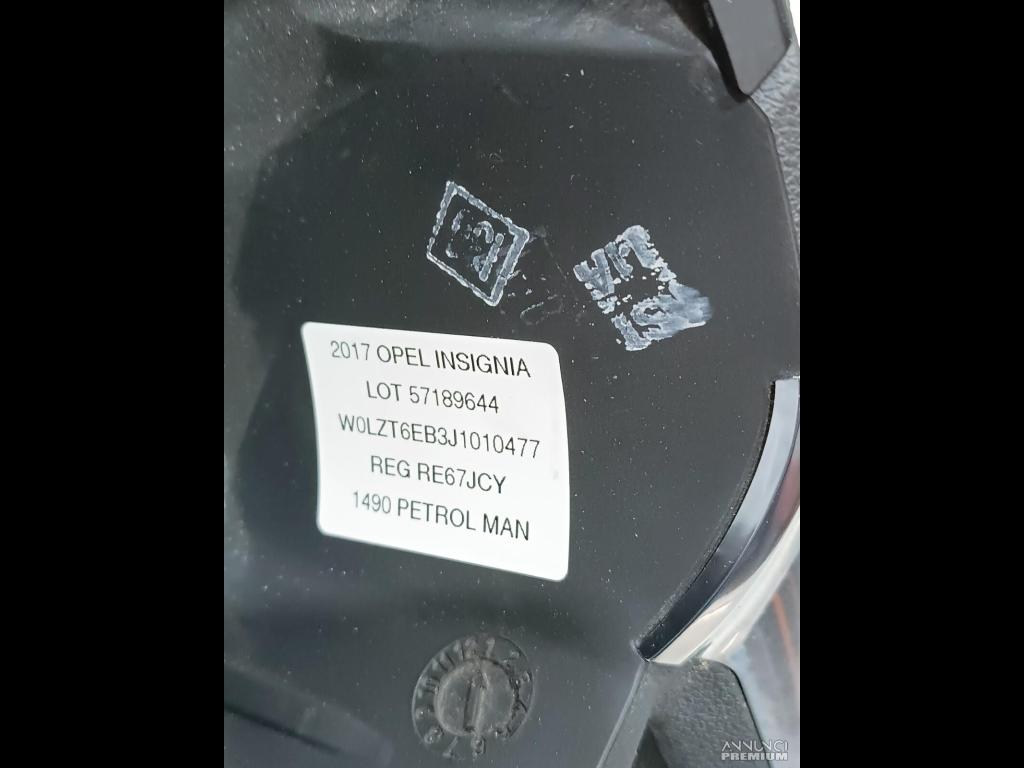 2017 OPEL INSIGNIA
LOT 57189644
W0LZT6EB3J1010477
REG RE67JCY
1490 PETROL MAN
ANNUNCI
PREMIUM